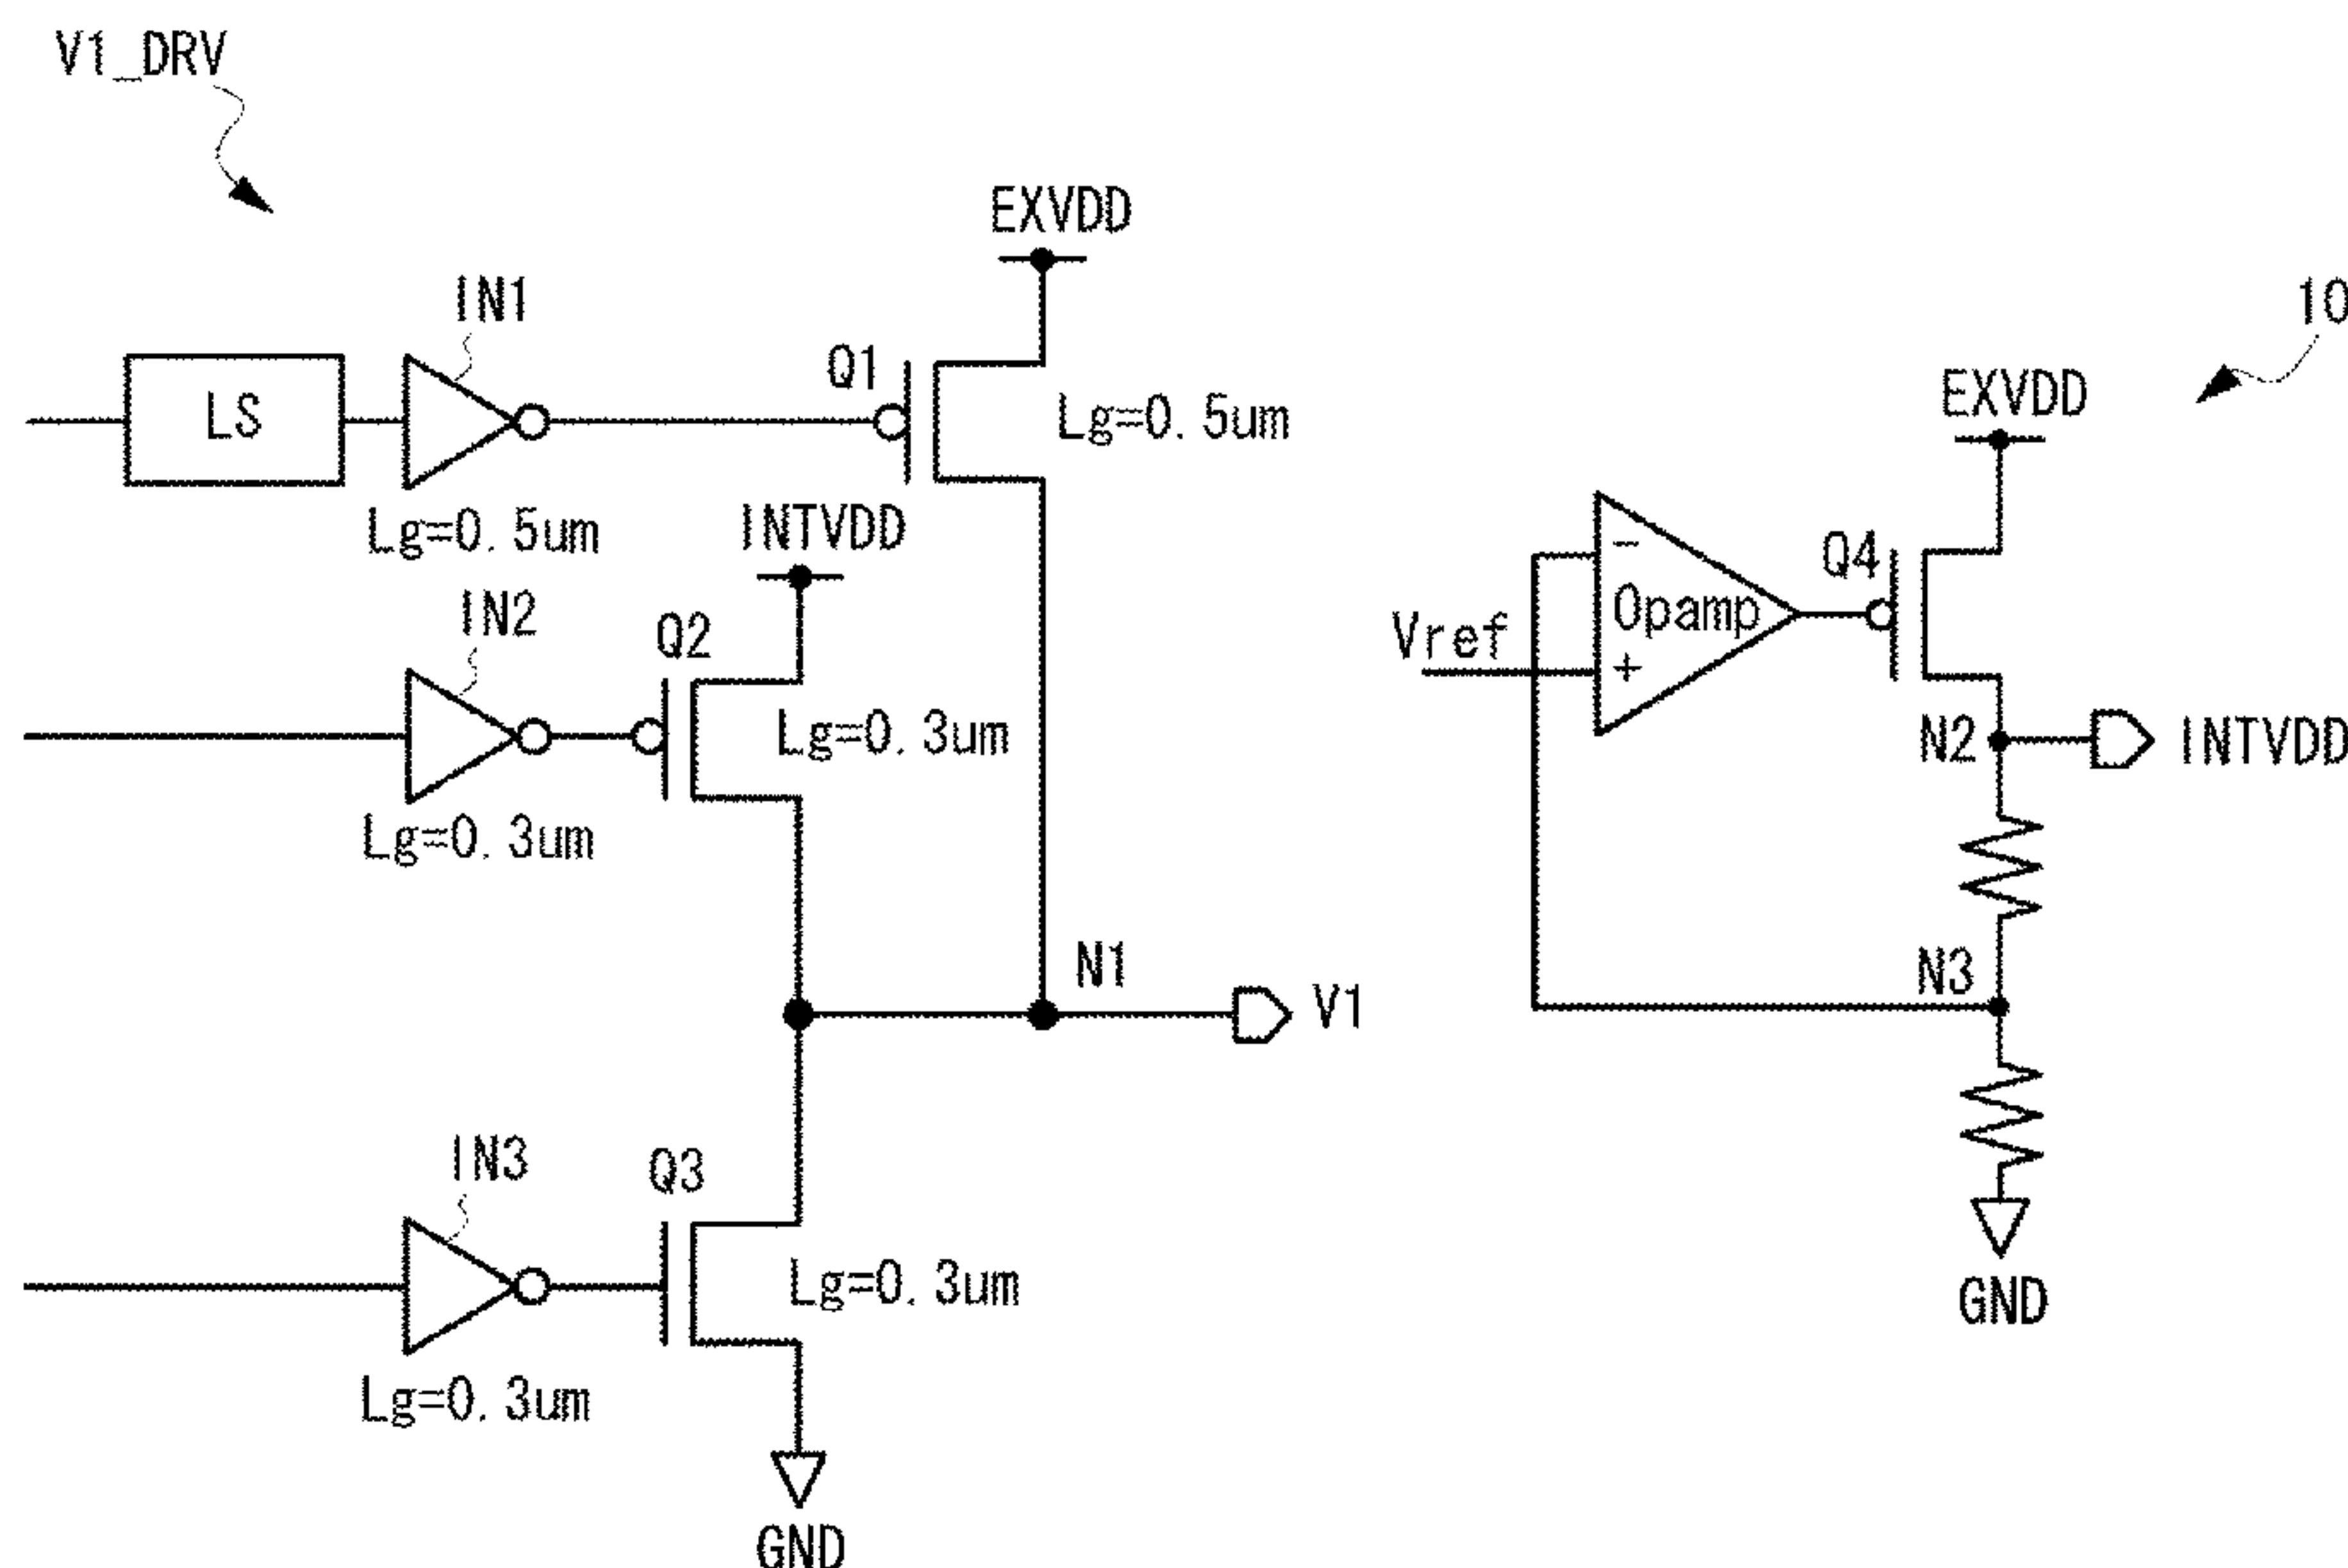 V1_DRV
EXVDD
IN1
Q1
LS
Lg=0.5um
Lg=0.5um
INTVDD
IN2
Q2
Lg=0.3um
Lg=0.3um
N1
V1
IN3
Q3
Lg=0.3um
Lg=0.3um
GND
10
EXVDD
Q4
-
Opamp
Vref
+
N2
INTVDD
N3
GND